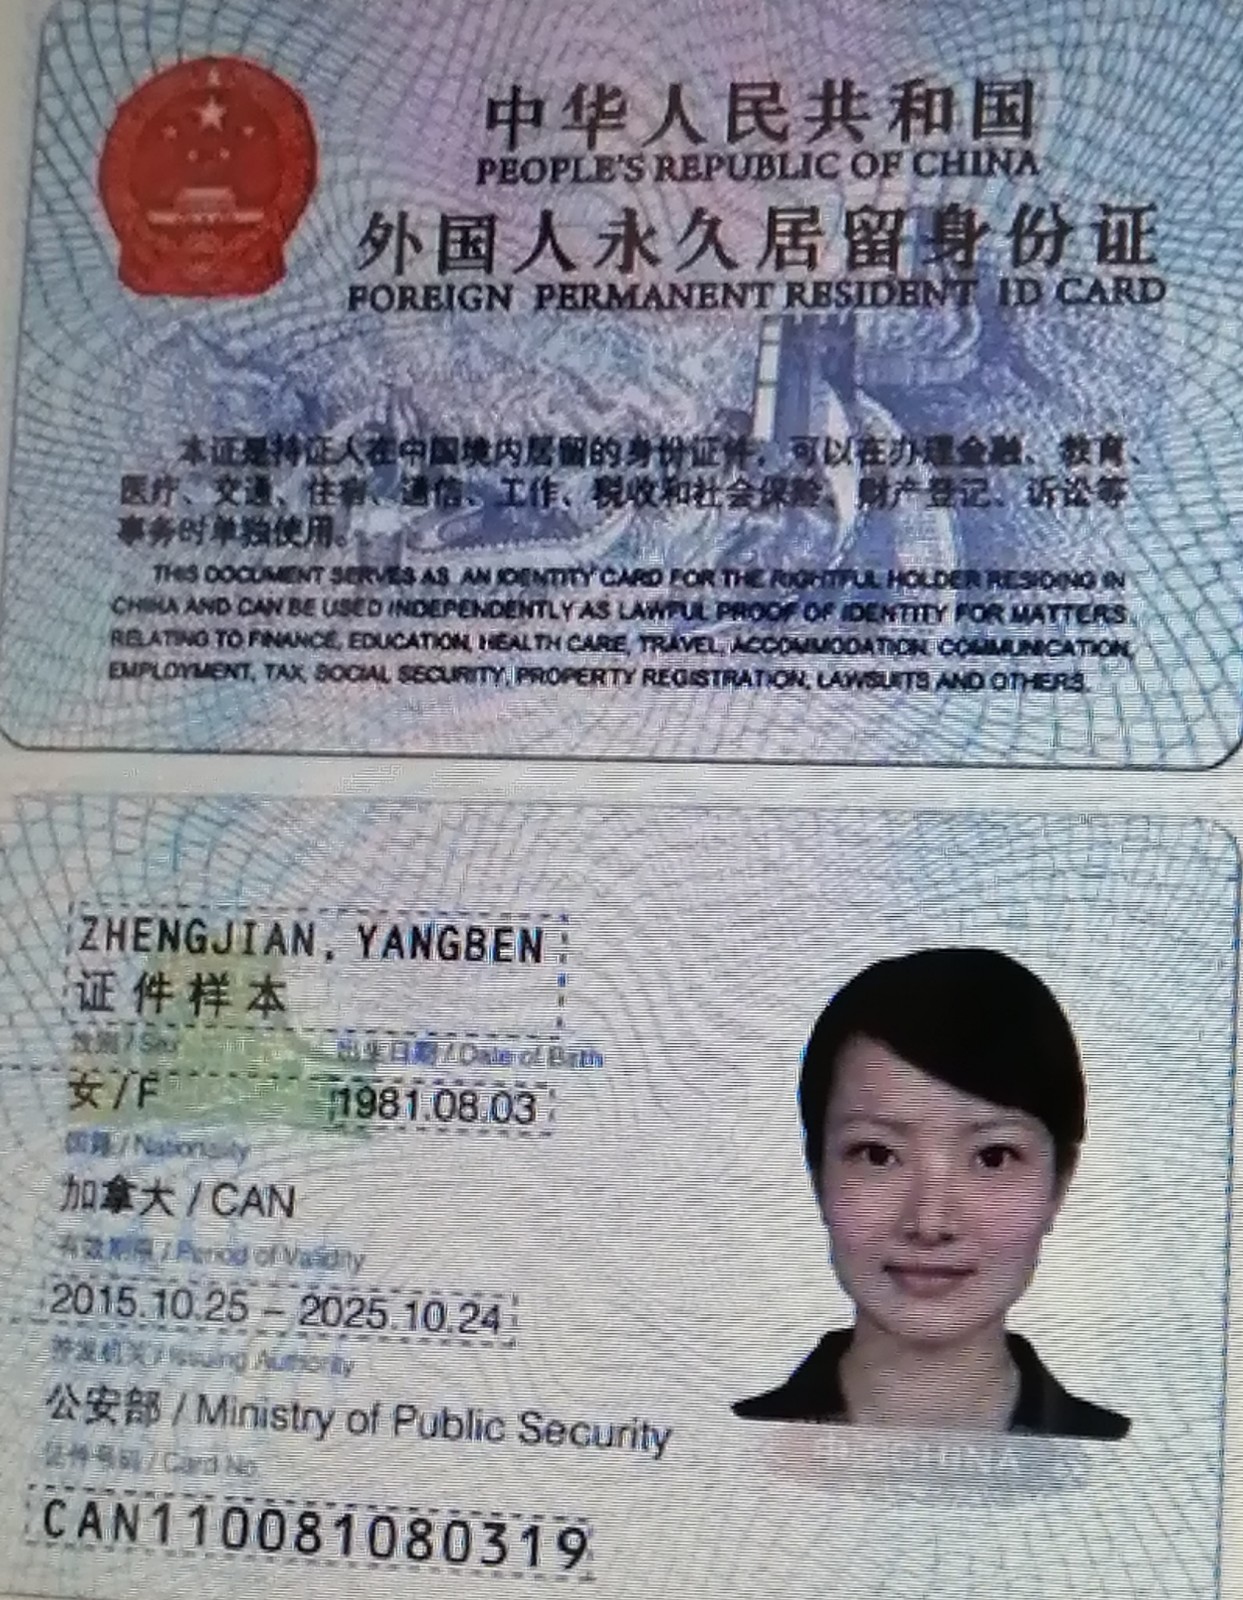 中华人民共和国
PEOPLE'S REPUBLIC OF CHINA
外国人永久居留身份证
FOREIGN PERMANENT RESIDENT ID CARD
本证是持证人在中国境内居留的身份证件，可以在办理金融、教育、
医疗、交通、住宿、通信、工作、税收和社会保险、财产登记、诉讼等
事务时单独使用。
THIS DOCUMENT SERVES AS AN IDENTITY CARD FOR THE RIGHTFUL HOLDER RESIDING IN
CHINA AND CAN BE USED INDEPENDENTLY AS LAWFUL PROOF OF IDENTITY FOR MATTERS
RELATING TO FINANCE, EDUCATION, HEALTH CARE, TRAVEL, ACCOMMODATION, COMMUNICATION,
EMPLOYMENT, TAX, SOCIAL SECURITY, PROPERTY REGISTRATION, LAWSUITS AND OTHERS.
ZHENGJIAN, YANGBEN
证件样本
性别 / Sex 出生日期 / Date of Birth
女 / F 1981.08.03
国籍 / Nationality
加拿大 / CAN
有效期限 / Period of Validity
2015.10.25 – 2025.10.24
签发机关 / Issuing Authority
公安部 / Ministry of Public Security
证件号码 / Card No.
CAN110081080319
CHINA